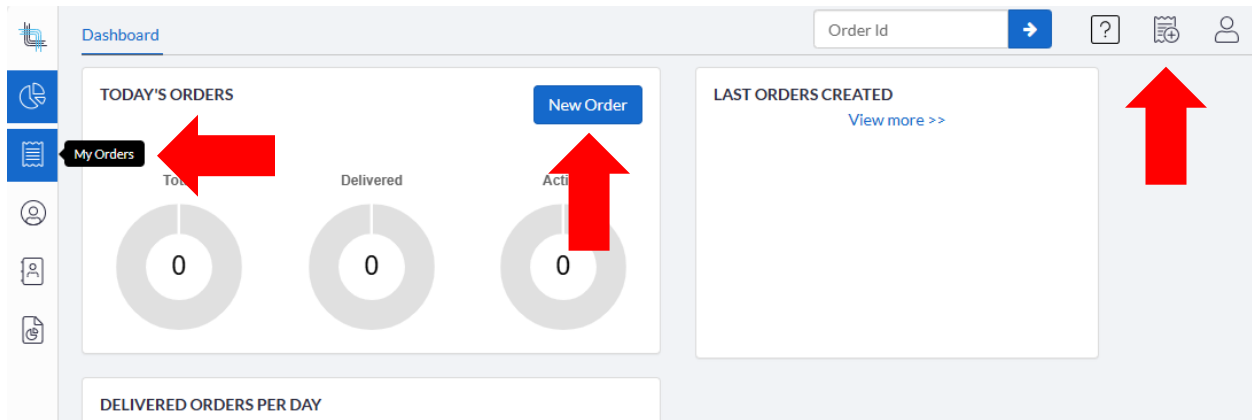 Dashboard
Order Id
?
TODAY'S ORDERS
New Order
LAST ORDERS CREATED
View more >>
My Orders
Delivered
0
0
0
DELIVERED ORDERS PER DAY